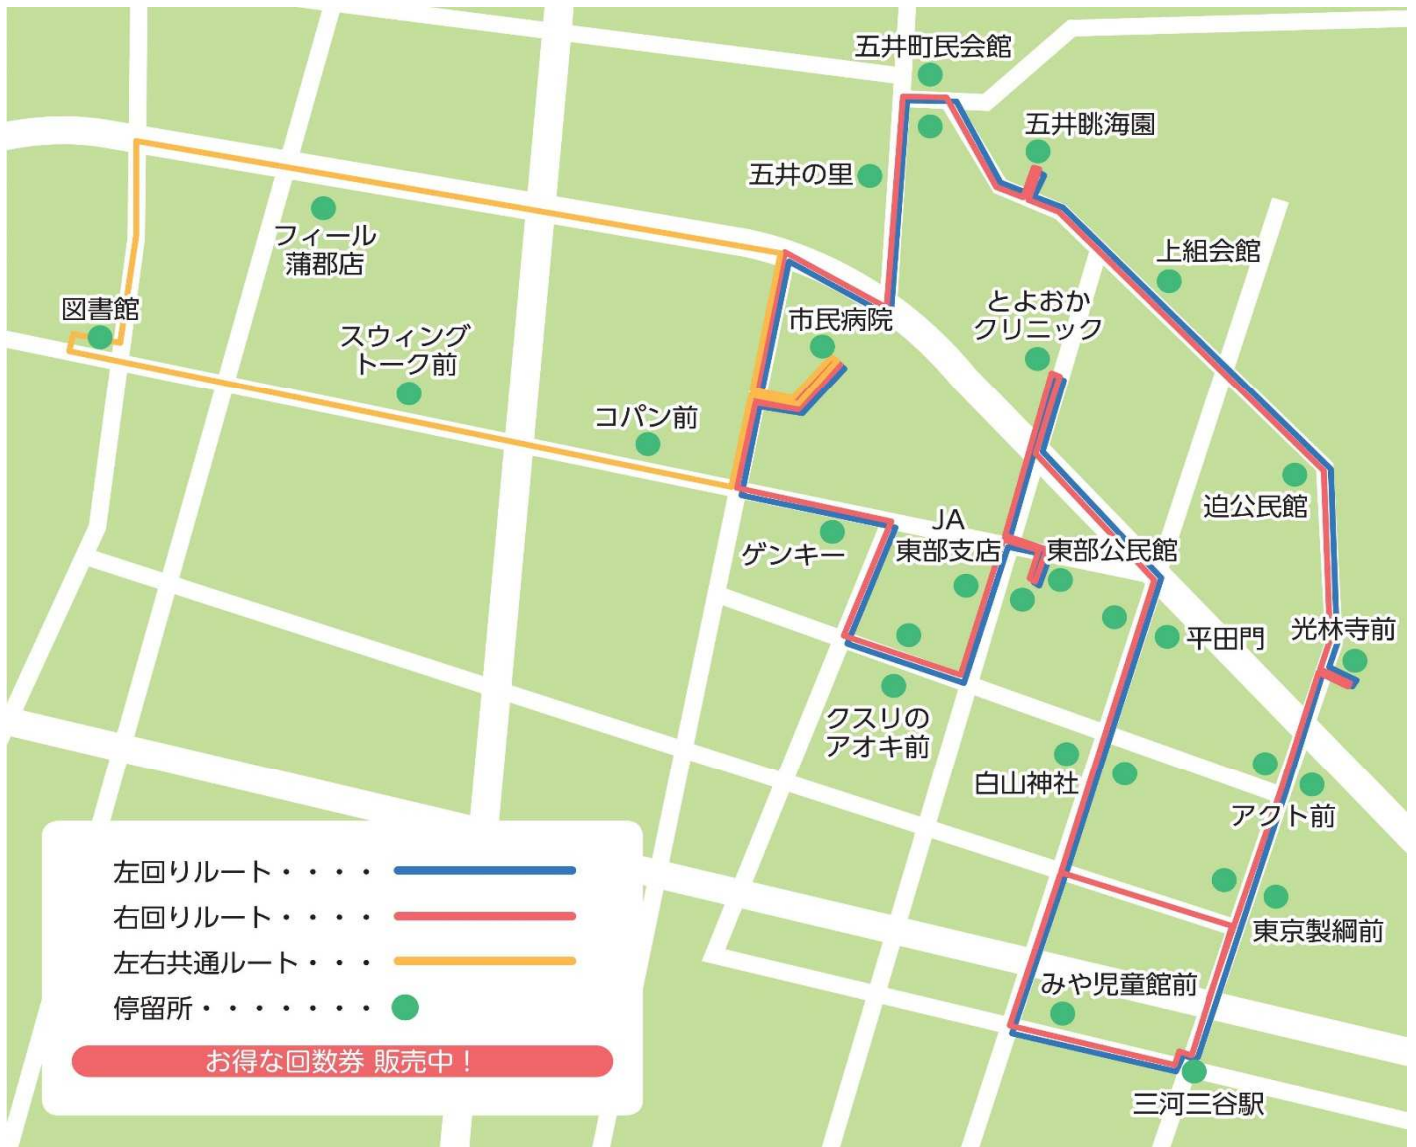 五井町民会館
五井眺海園
五井の里
フィール
蒲郡店
上組会館
図書館
スウィング
トーク前
市民病院
とよおか
クリニック
コパン前
迫公民館
ゲンキー
JA
東部支店
東部公民館
平田門
光林寺前
クスリの
アオキ前
白山神社
アクト前
東京製綱前
みや児童館前
三河三谷駅
左回りルート・・・・
右回りルート・・・・
左右共通ルート・・・
停留所・・・・・・・
お得な回数券 販売中！